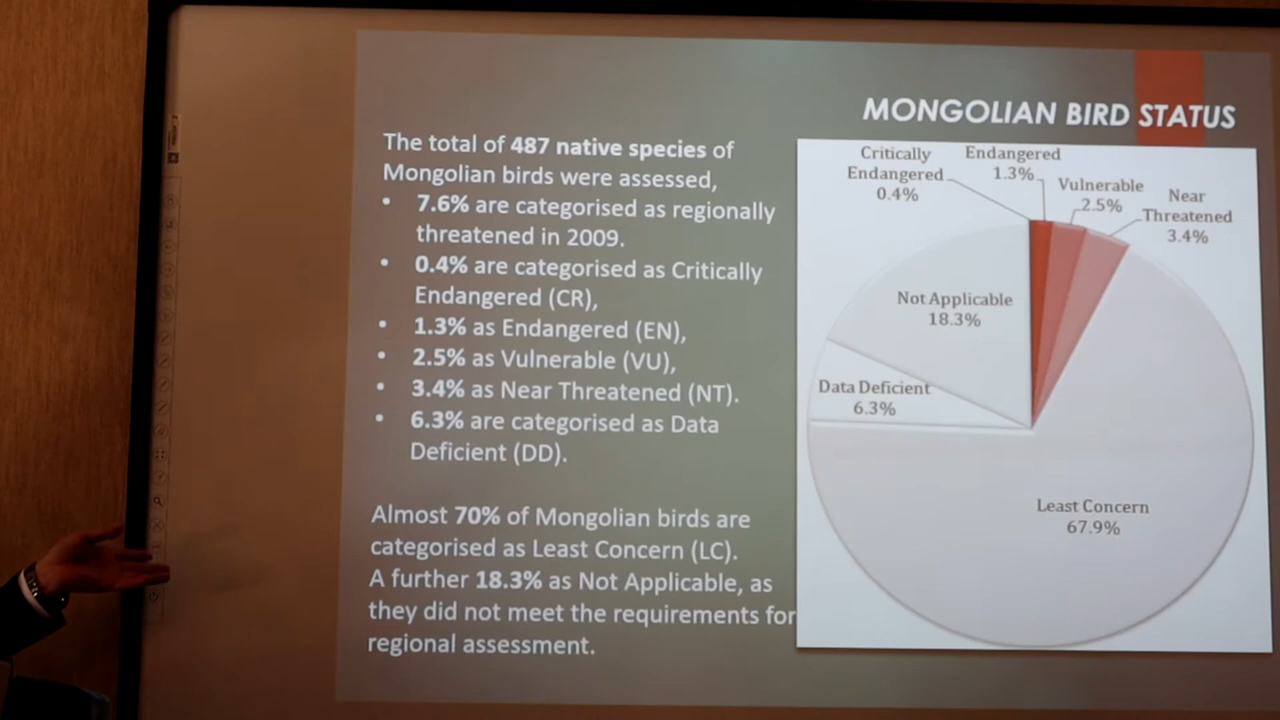 MONGOLIAN BIRD STATUS
The total of 487 native species of
Mongolian birds were assessed,
• 7.6% are categorised as regionally
threatened in 2009.
• 0.4% are categorised as Critically
Endangered (CR),
• 1.3% as Endangered (EN),
• 2.5% as Vulnerable (VU),
• 3.4% as Near Threatened (NT).
• 6.3% are categorised as Data
Deficient (DD).
Almost 70% of Mongolian birds are
categorised as Least Concern (LC).
A further 18.3% as Not Applicable, as
they did not meet the requirements for
regional assessment.
Critically
Endangered
0.4%
Endangered
1.3%
Vulnerable
2.5%
Near
Threatened
3.4%
Not Applicable
18.3%
Data Deficient
6.3%
Least Concern
67.9%